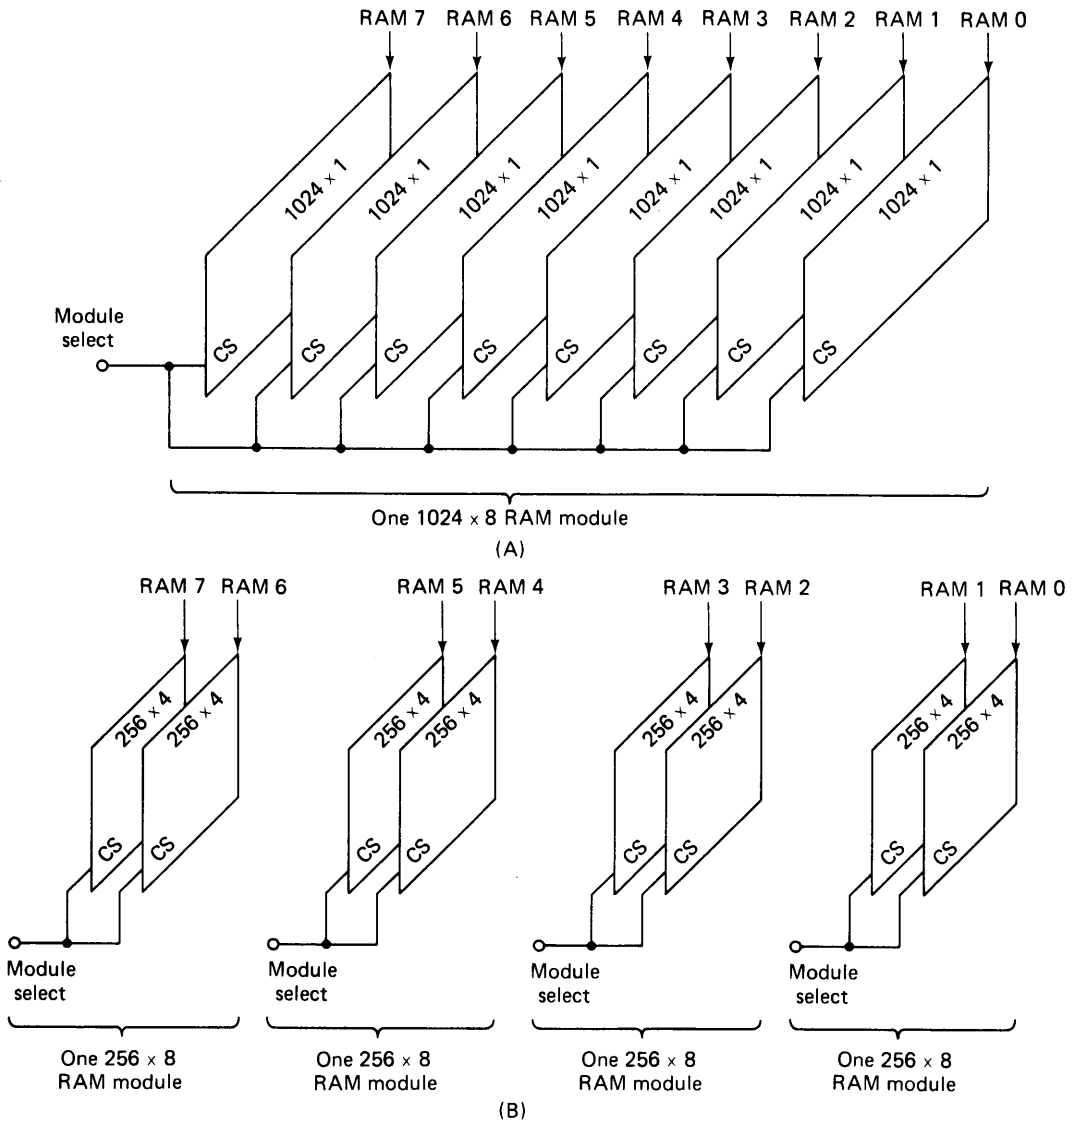 RAM 7 RAM 6 RAM 5 RAM 4 RAM 3 RAM 2 RAM 1 RAM 0
1024 × 1 1024 × 1 1024 × 1 1024 × 1 1024 × 1 1024 × 1 1024 × 1 1024 × 1
Module
select
CS CS CS CS CS CS CS CS
One 1024 × 8 RAM module
(A)
RAM 7 RAM 6 RAM 5 RAM 4 RAM 3 RAM 2 RAM 1 RAM 0
256 × 4 256 × 4 256 × 4 256 × 4 256 × 4 256 × 4 256 × 4 256 × 4
CS CS CS CS CS CS CS CS
Module Module Module Module
select select select select
One 256 × 8 One 256 × 8 One 256 × 8 One 256 × 8
RAM module RAM module RAM module RAM module
(B)